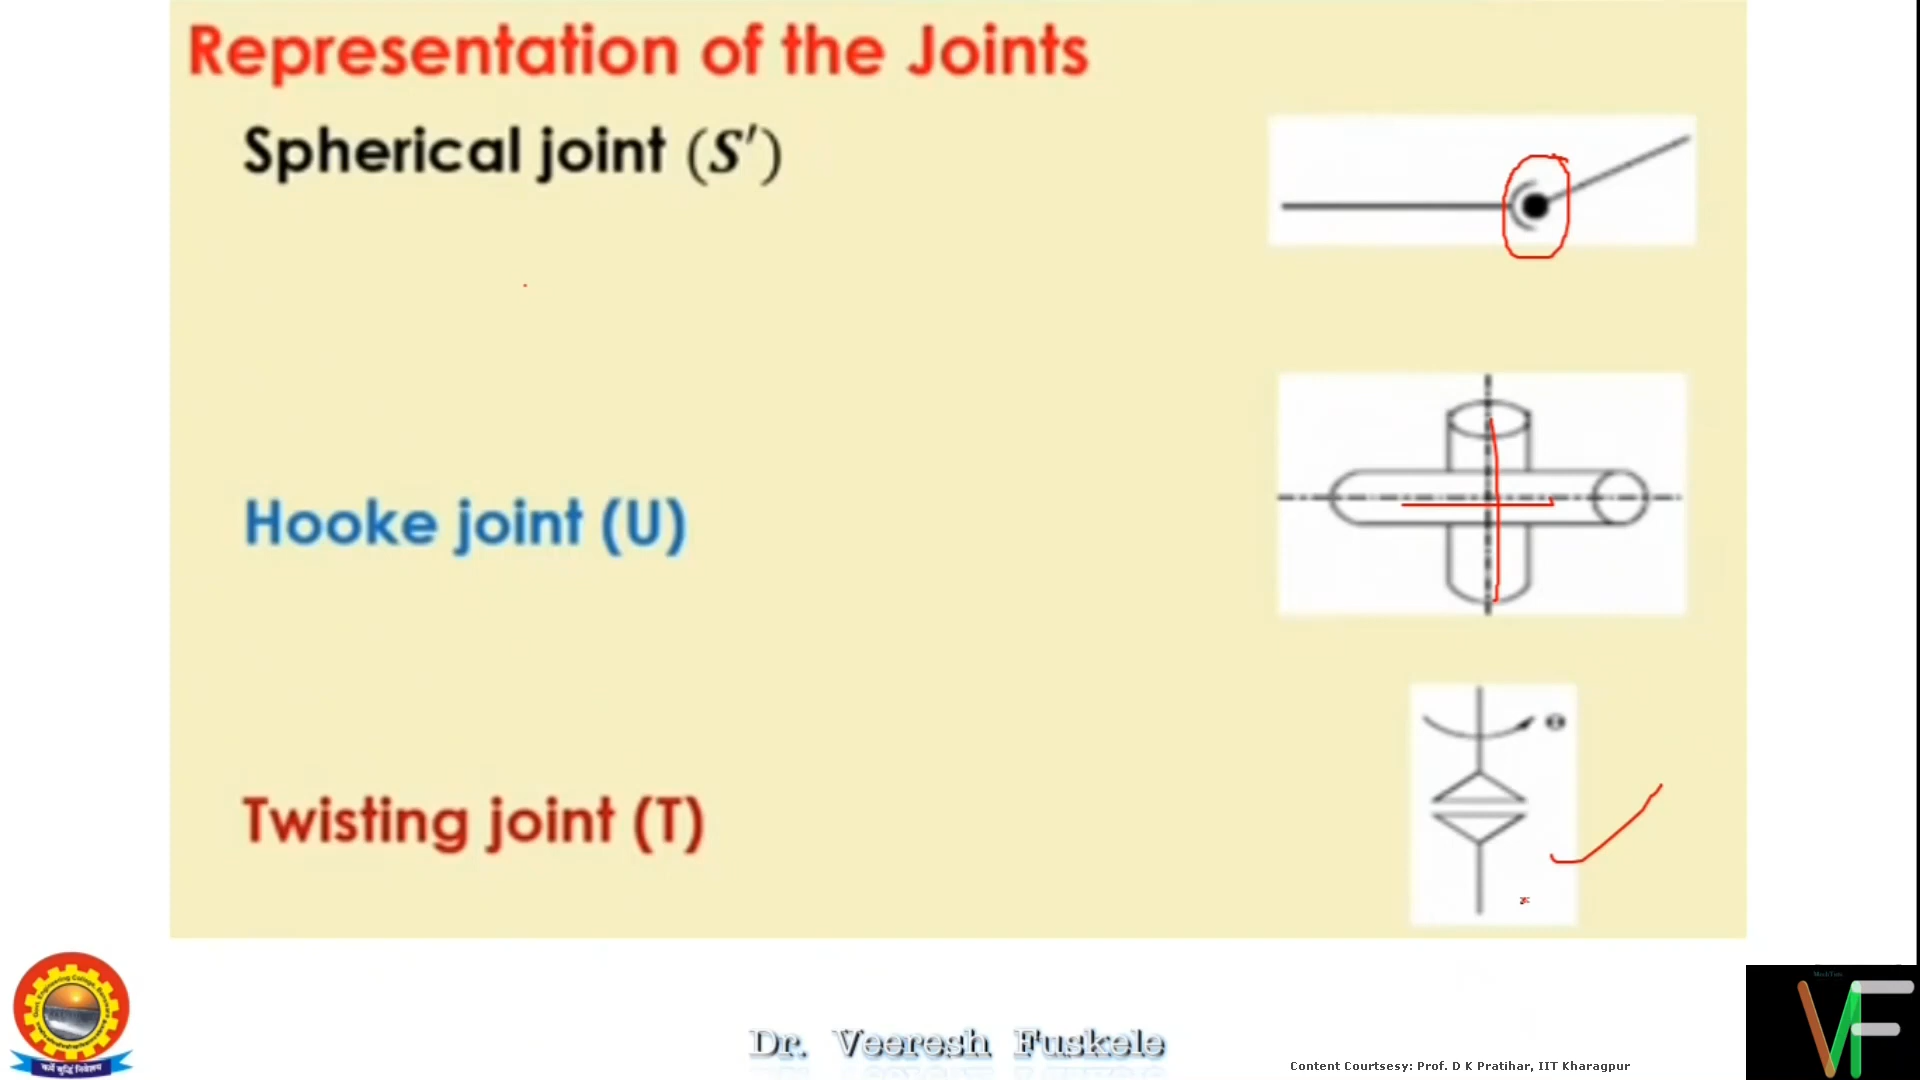 Representation of the Joints
Spherical joint (S′)
Hooke joint (U)
Θ
Twisting joint (T)
Dr. Veeresh Fuskele
Content Courtsesy: Prof. D K Pratihar, IIT Kharagpur
VF